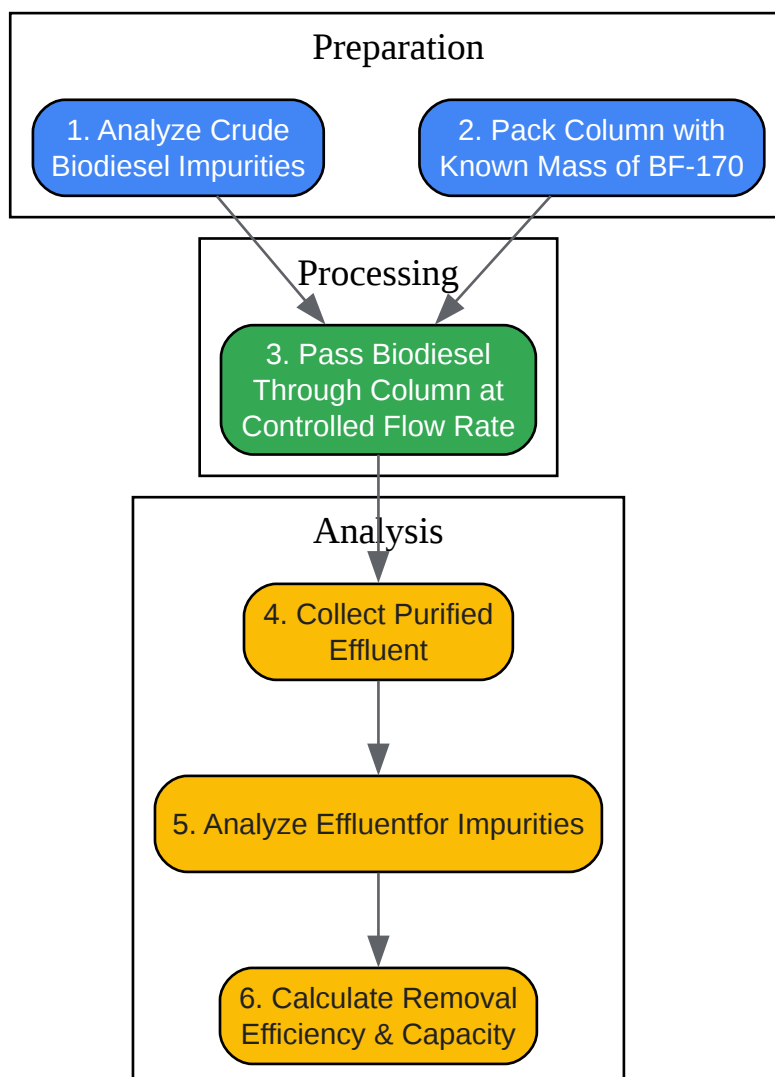 Preparation
1. Analyze Crude
Biodiesel Impurities
2. Pack Column with
Known Mass of BF-170
Processing
3. Pass Biodiesel
Through Column at
Controlled Flow Rate
Analysis
4. Collect Purified
Effluent
5. Analyze Effluentfor Impurities
6. Calculate Removal
Efficiency & Capacity